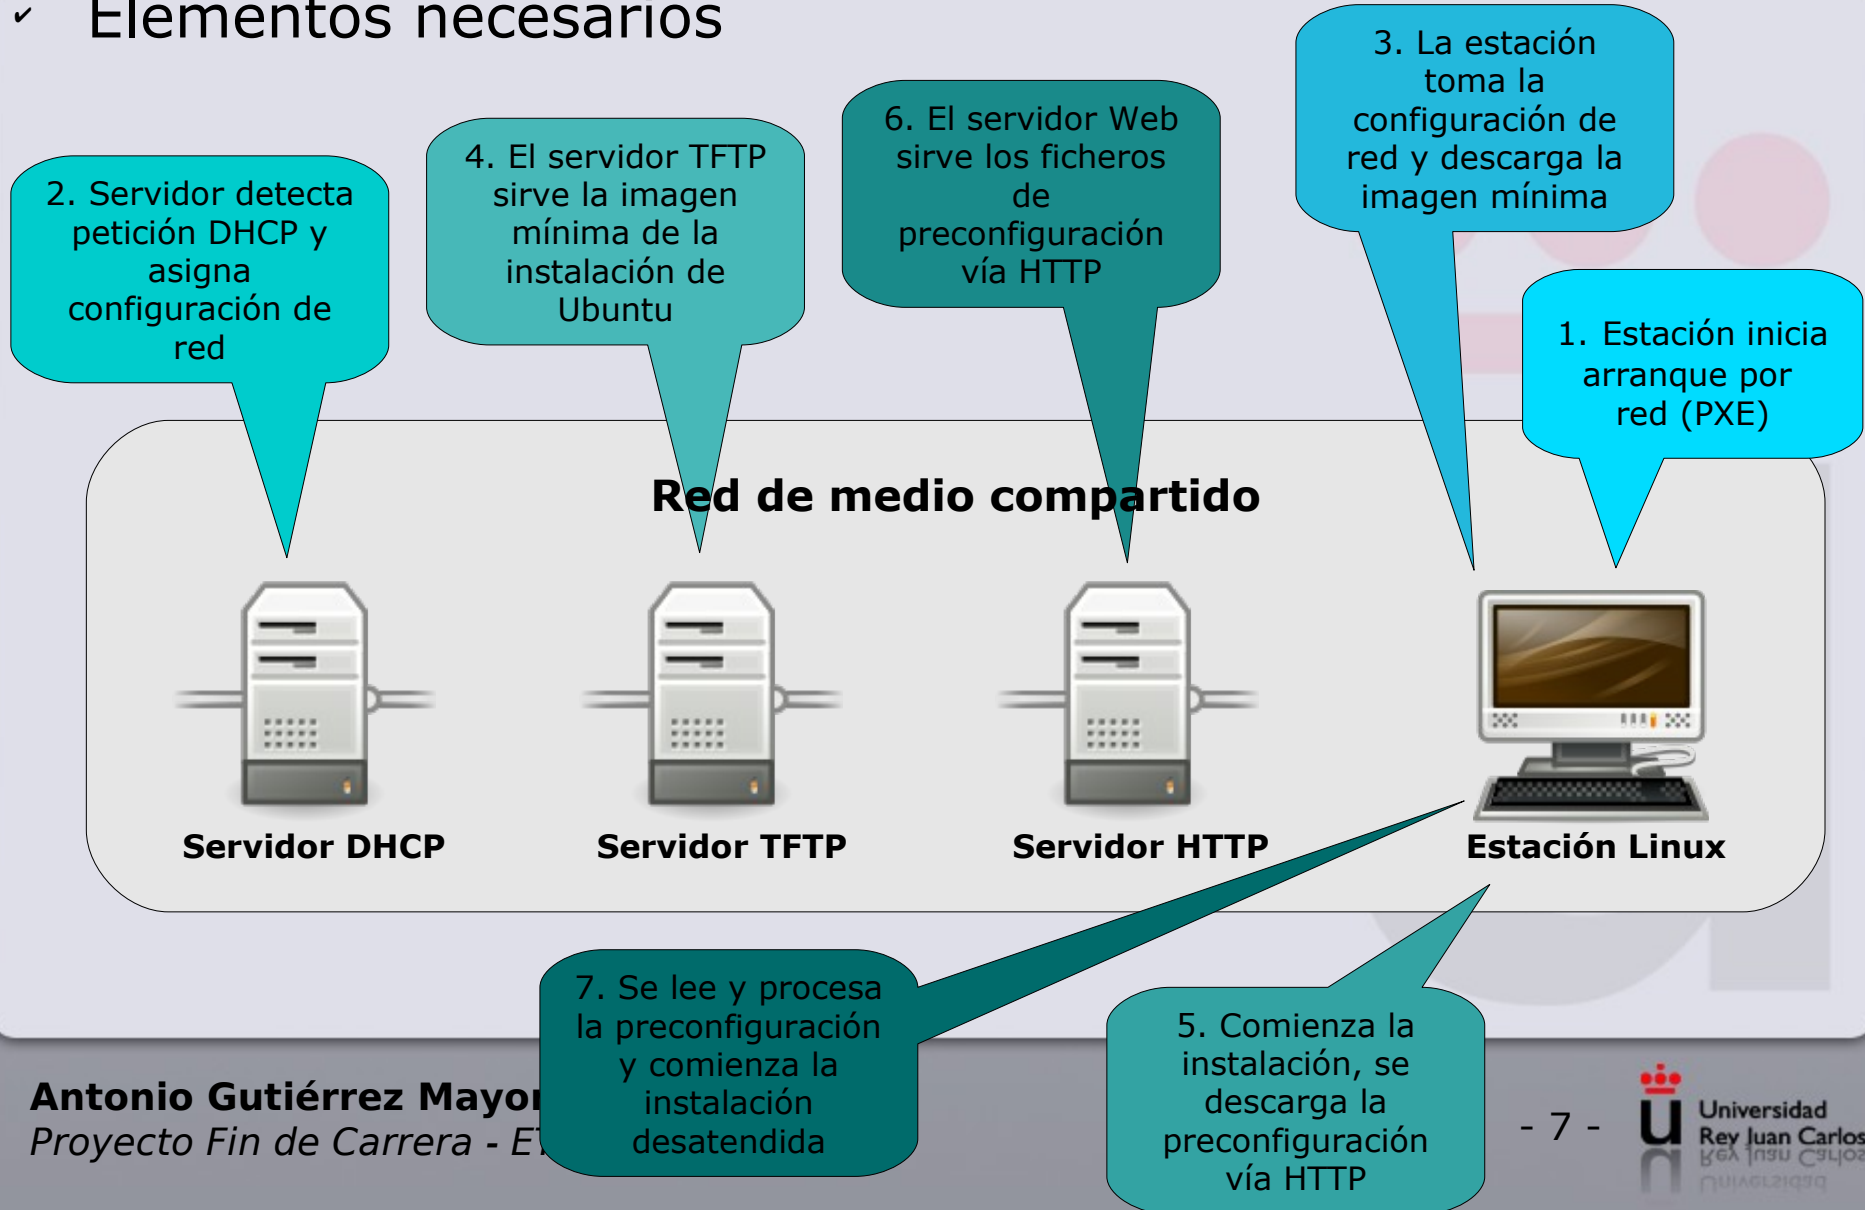 ✔ Elementos necesarios
3. La estación
toma la
configuración de
red y descarga la
imagen mínima
6. El servidor Web
sirve los ficheros
de
preconfiguración
vía HTTP
4. El servidor TFTP
sirve la imagen
mínima de la
instalación de
Ubuntu
2. Servidor detecta
petición DHCP y
asigna
configuración de
red
1. Estación inicia
arranque por
red (PXE)
Red de medio compartido
Servidor DHCP
Servidor TFTP
Servidor HTTP
Estación Linux
7. Se lee y procesa
la preconfiguración
y comienza la
instalación
desatendida
5. Comienza la
instalación, se
descarga la
preconfiguración
vía HTTP
Antonio Gutiérrez Mayor
Proyecto Fin de Carrera - ET
- 7 -
Universidad
Rey Juan Carlos